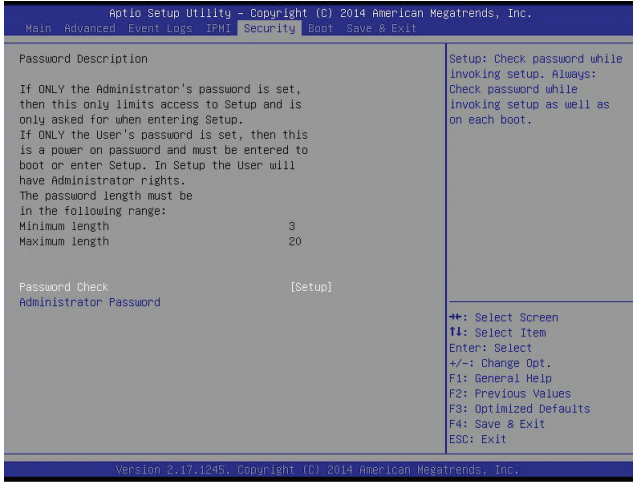 Aptio Setup Utility – Copyright (C) 2014 American Megatrends, Inc.
Main Advanced Event Logs IPMI Security Boot Save & Exit
Password Description
If ONLY the Administrator's password is set,
then this only limits access to Setup and is
only asked for when entering Setup.
If ONLY the User's password is set, then this
is a power on password and must be entered to
boot or enter Setup. In Setup the User will
have Administrator rights.
The password length must be
in the following range:
Minimum length 3
Maximum length 20
Password Check [Setup]
Administrator Password
Setup: Check password while
invoking setup. Always:
Check password while
invoking setup as well as
on each boot.
→←: Select Screen
↑↓: Select Item
Enter: Select
+/-: Change Opt.
F1: General Help
F2: Previous Values
F3: Optimized Defaults
F4: Save & Exit
ESC: Exit
Version 2.17.1245. Copyright (C) 2014 American Megatrends, Inc.